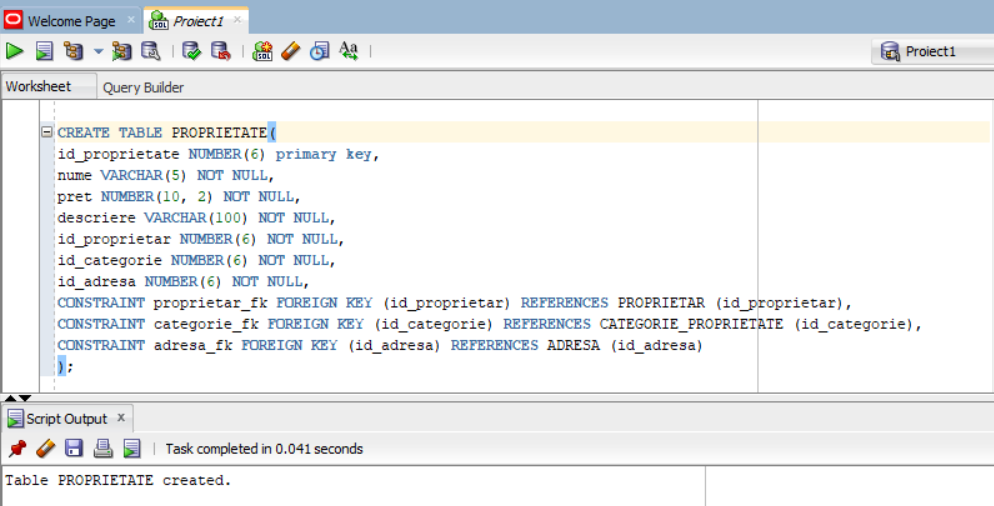 Welcome Page
Proiect1
Proiect1
Worksheet
Query Builder
CREATE TABLE PROPRIETATE(
id_proprietate NUMBER(6) primary key,
nume VARCHAR(5) NOT NULL,
pret NUMBER(10, 2) NOT NULL,
descriere VARCHAR(100) NOT NULL,
id_proprietar NUMBER(6) NOT NULL,
id_categorie NUMBER(6) NOT NULL,
id_adresa NUMBER(6) NOT NULL,
CONSTRAINT proprietar_fk FOREIGN KEY (id_proprietar) REFERENCES PROPRIETAR (id_proprietar),
CONSTRAINT categorie_fk FOREIGN KEY (id_categorie) REFERENCES CATEGORIE_PROPRIETATE (id_categorie),
CONSTRAINT adresa_fk FOREIGN KEY (id_adresa) REFERENCES ADRESA (id_adresa)
);
Script Output
Task completed in 0.041 seconds
Table PROPRIETATE created.